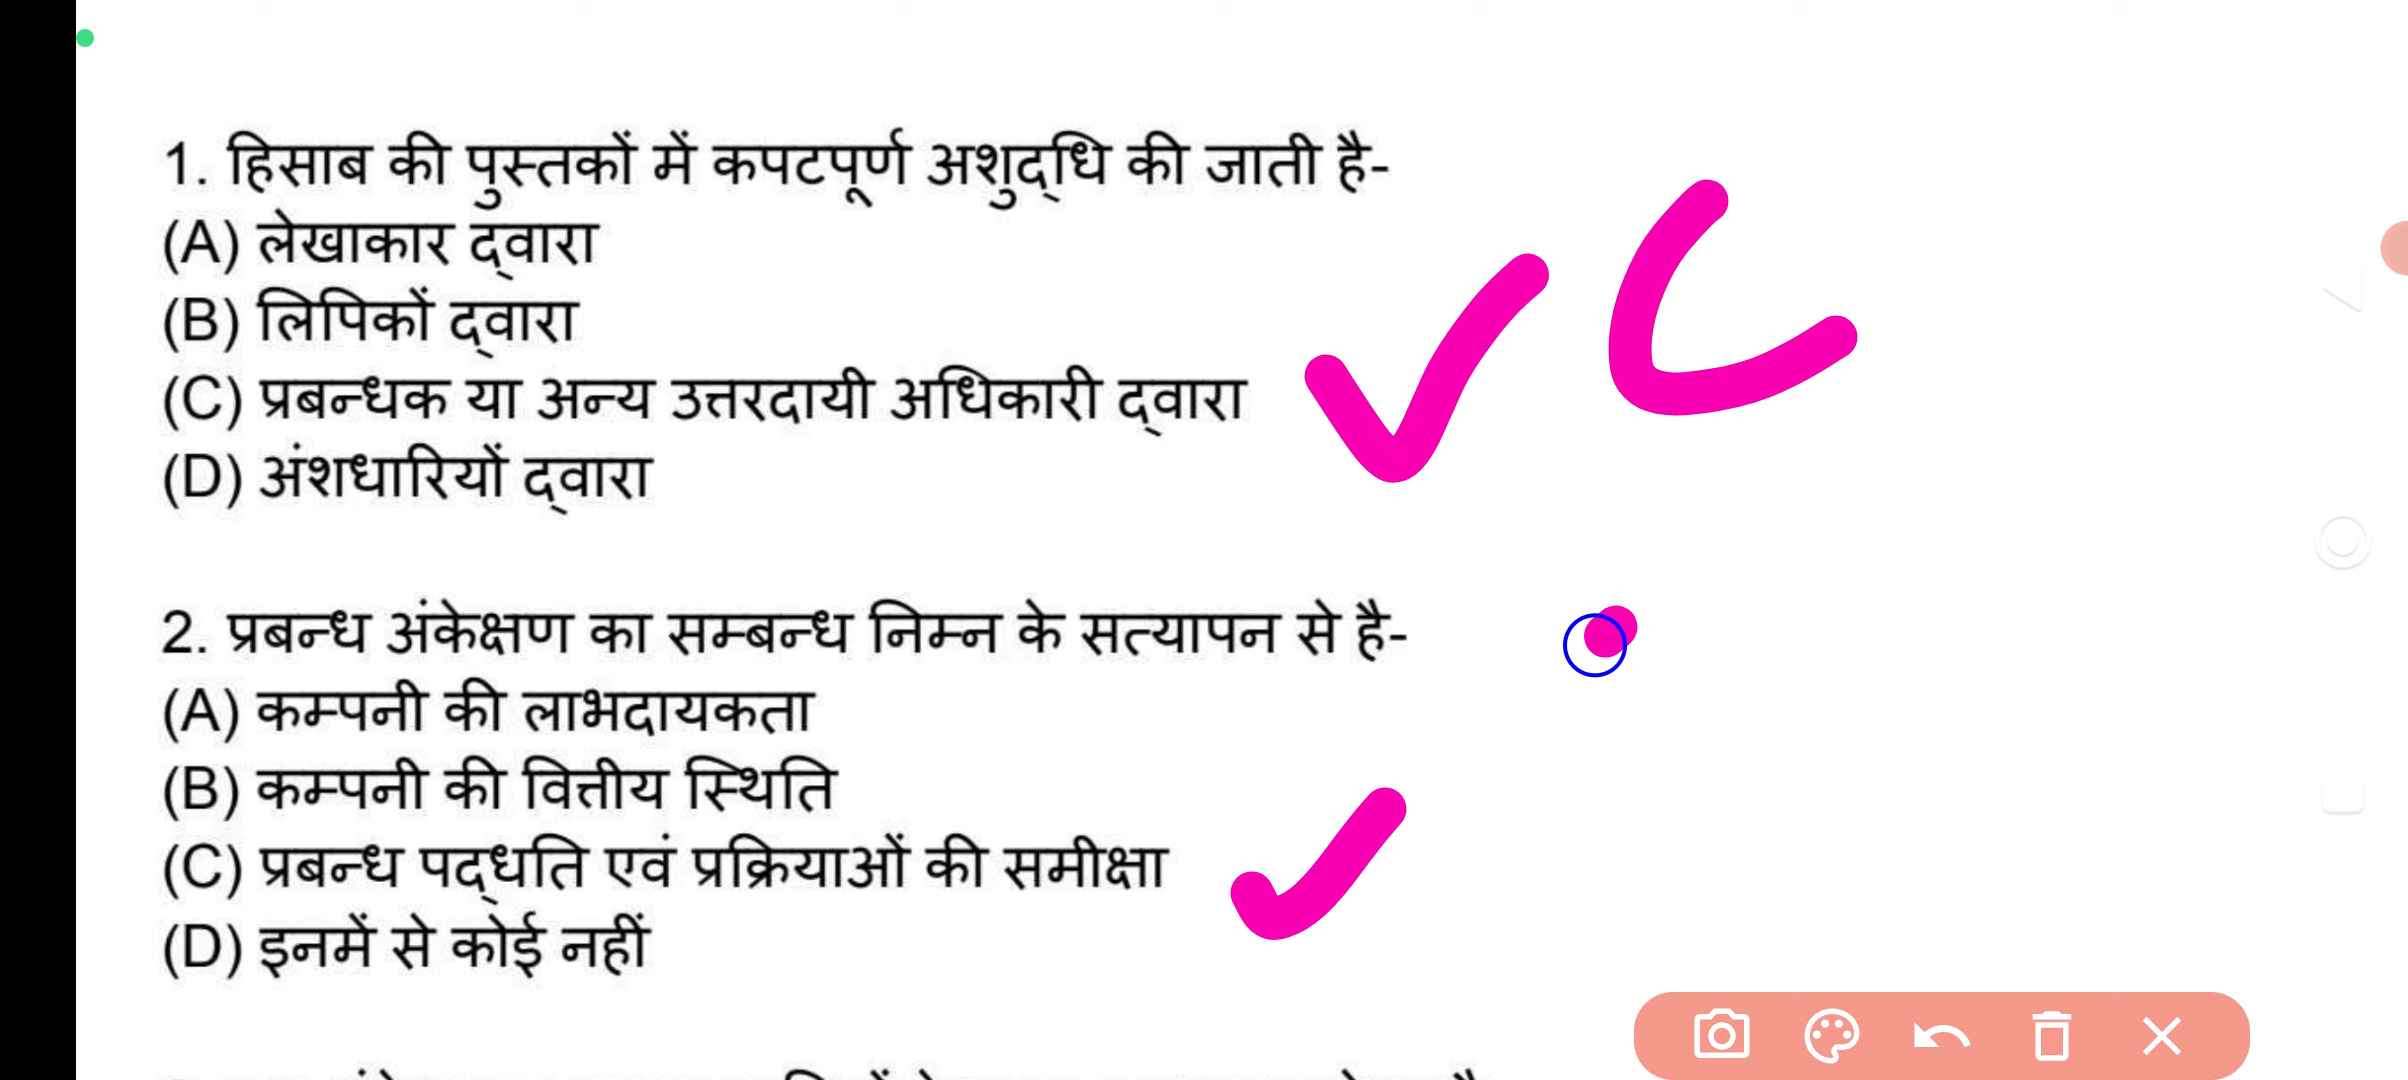 1. हिसाब की पुस्तकों में कपटपूर्ण अशुद्धि की जाती है-
(A) लेखाकार द्वारा
(B) लिपिकों द्वारा
(C) प्रबन्धक या अन्य उत्तरदायी अधिकारी द्वारा
(D) अंशधारियों द्वारा
C
2. प्रबन्ध अंकेक्षण का सम्बन्ध निम्न के सत्यापन से है-
(A) कम्पनी की लाभदायकता
(B) कम्पनी की वित्तीय स्थिति
(C) प्रबन्ध पद्धति एवं प्रक्रियाओं की समीक्षा
(D) इनमें से कोई नहीं